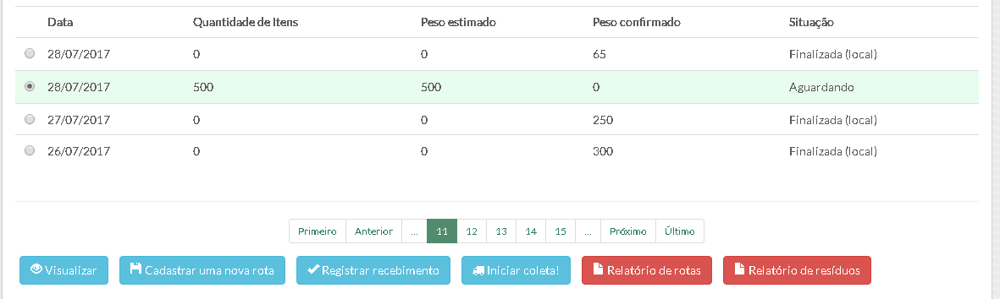 Data Quantidade de Itens Peso estimado Peso confirmado Situação
28/07/2017 0 0 65 Finalizada (local)
28/07/2017 500 500 0 Aguardando
27/07/2017 0 0 250 Finalizada (local)
26/07/2017 0 0 300 Finalizada (local)
Primeiro Anterior ... 11 12 13 14 15 ... Próximo Último
Visualizar Cadastrar uma nova rota Registrar recebimento Iniciar coleta! Relatório de rotas Relatório de resíduos